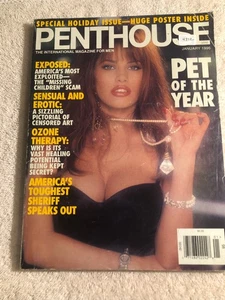 SPECIAL HOLIDAY ISSUE—HUGE POSTER INSIDE
PENTHOUSE
THE INTERNATIONAL MAGAZINE FOR MEN
JANUARY 1995
EXPOSED:
AMERICA'S MOST
EXPLOITED—
THE "MISSING
CHILDREN" SCAM
SENSUAL AND
EROTIC:
A SIZZLING
PICTORIAL OF
CENSORED ART
OZONE
THERAPY:
WHY IS ITS
VAST HEALING
POTENTIAL
BEING KEPT
SECRET?
AMERICA'S
TOUGHEST
SHERIFF
SPEAKS OUT
PET
OF THE
YEAR